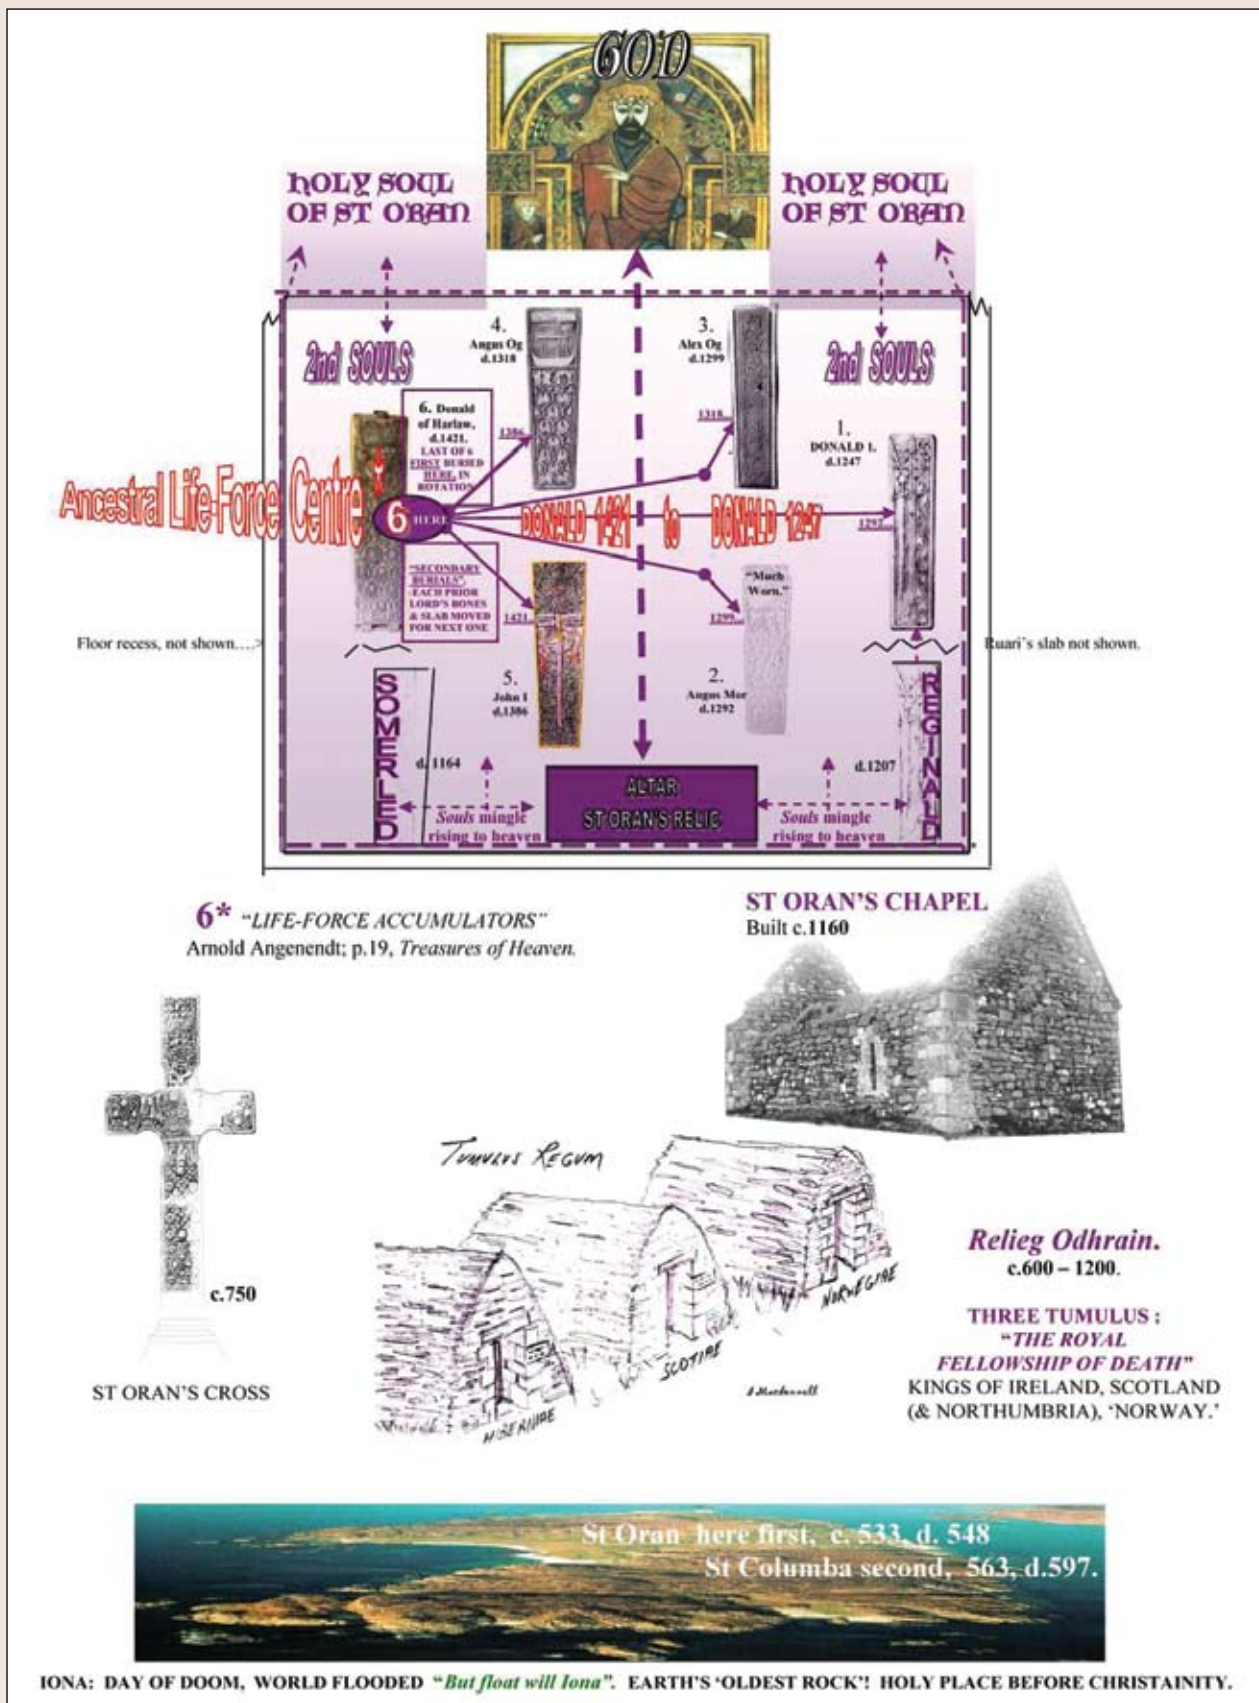 GOD
HOLY SOUL
OF ST ORAN
HOLY SOUL
OF ST ORAN
2nd SOULS
4.
Angus Og
d.1318
3.
Alex Og
d.1299
2nd SOULS
6. Donald
of Harlaw,
d.1421.
LAST OF 6
FIRST BURIED
HERE, IN
ROTATION
1386..
1318...
1.
DONALD 1.
d.1247
Ancestral Life-Force Centre
6 HERE
DONALD 1421 to DONALD 1247
1292...
"SECONDARY
BURIALS",
-EACH PRIOR
LORD'S BONES
& SLAB MOVED
FOR NEXT ONE
1421..
"Much
Worn."
1299...
Floor recess, not shown....>
Ruari's slab not shown.
5.
John I
d.1386
2.
Angus Mor
d.1292
SOMERLED
d. 1164
REGINALD
d.1207
ALTAR
ST ORAN'S RELIC
Souls mingle
rising to heaven
Souls mingle
rising to heaven
6* "LIFE-FORCE ACCUMULATORS"
Arnold Angenendt; p.19, Treasures of Heaven.
ST ORAN'S CHAPEL
Built c.1160
c.750
ST ORAN'S CROSS
TUMULUS REGUM
HIBERNIAE
SCOTIAE
NORWEGIAE
Relieg Odhrain.
c.600 – 1200.
THREE TUMULUS :
"THE ROYAL
FELLOWSHIP OF DEATH"
KINGS OF IRELAND, SCOTLAND
(& NORTHUMBRIA), 'NORWAY.'
St Oran here first, c. 533, d. 548
St Columba second, 563, d.597.
IONA: DAY OF DOOM, WORLD FLOODED "But float will Iona". EARTH'S 'OLDEST ROCK'! HOLY PLACE BEFORE CHRISTAINITY.